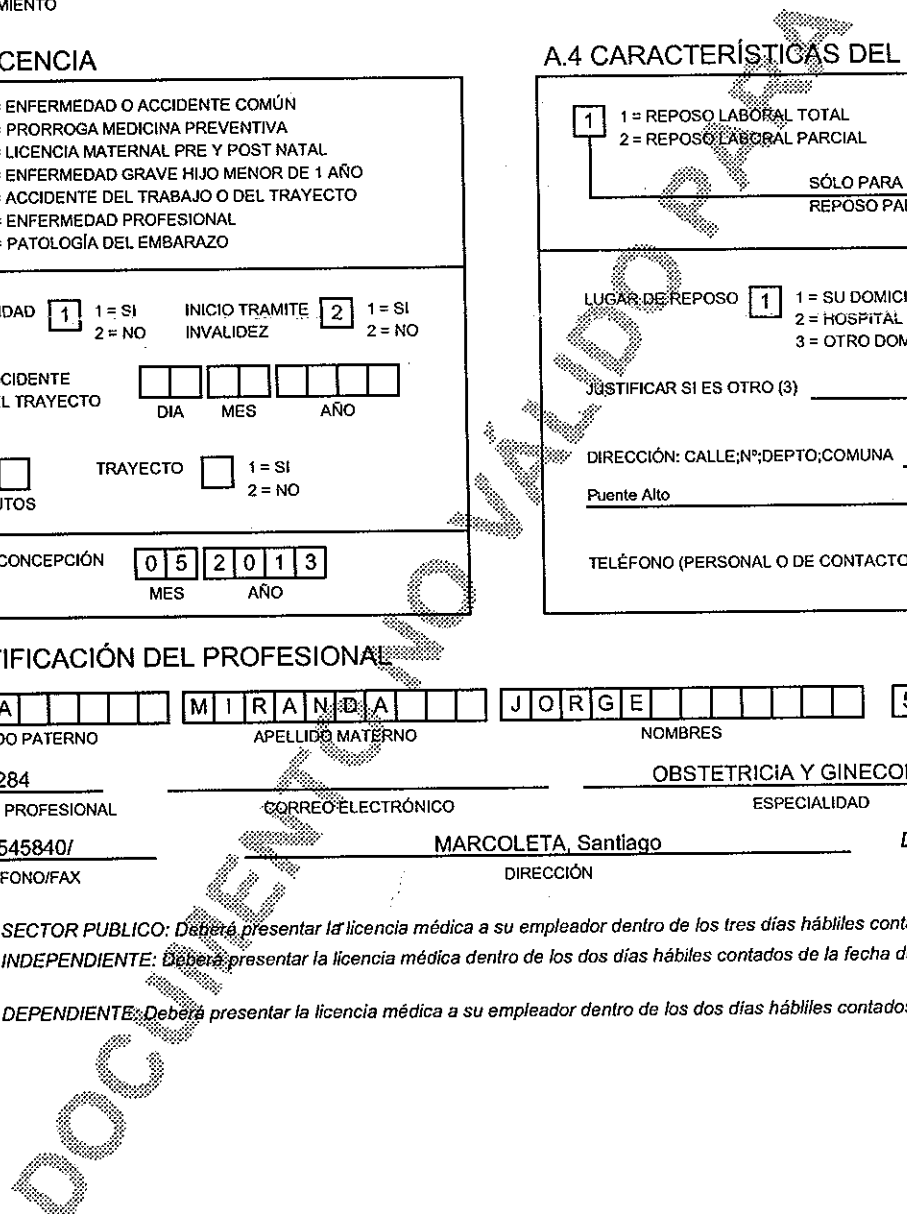 MIENTO
CENCIA
= ENFERMEDAD O ACCIDENTE COMÚN
= PRORROGA MEDICINA PREVENTIVA
= LICENCIA MATERNAL PRE Y POST NATAL
= ENFERMEDAD GRAVE HIJO MENOR DE 1 AÑO
= ACCIDENTE DEL TRABAJO O DEL TRAYECTO
= ENFERMEDAD PROFESIONAL
= PATOLOGÍA DEL EMBARAZO
IDAD 1 1 = SI INICIO TRAMITE 2 1 = SI
2 = NO INVALIDEZ 2 = NO
CIDENTE
L TRAYECTO
DIA MES AÑO
TRAYECTO 1 = SI
2 = NO
UTOS
CONCEPCIÓN 0 5 2 0 1 3
MES AÑO
A.4 CARACTERÍSTICAS DEL
1 1 = REPOSO LABORAL TOTAL
2 = REPOSO LABORAL PARCIAL
SÓLO PARA
REPOSO PA
LUGAR DE REPOSO 1 1 = SU DOMICI
2 = HOSPITAL
3 = OTRO DOM
JUSTIFICAR SI ES OTRO (3)
DIRECCIÓN: CALLE;Nº;DEPTO;COMUNA
Puente Alto
TELÉFONO (PERSONAL O DE CONTACTO
TIFICACIÓN DEL PROFESIONAL
A MIRANDA JORGE 5
DO PATERNO APELLIDO MATERNO NOMBRES
284 OBSTETRICIA Y GINECO
PROFESIONAL CORREO ELECTRÓNICO ESPECIALIDAD
545840/ MARCOLETA, Santiago
FONO/FAX DIRECCIÓN
SECTOR PUBLICO: Deberá presentar la licencia médica a su empleador dentro de los tres días hábliles cont
INDEPENDIENTE: Deberá presentar la licencia médica dentro de los dos días hábiles contados de la fecha d
DEPENDIENTE: Deberá presentar la licencia médica a su empleador dentro de los dos días hábliles contados
DOCUMENTO NO VÁLIDO PARA